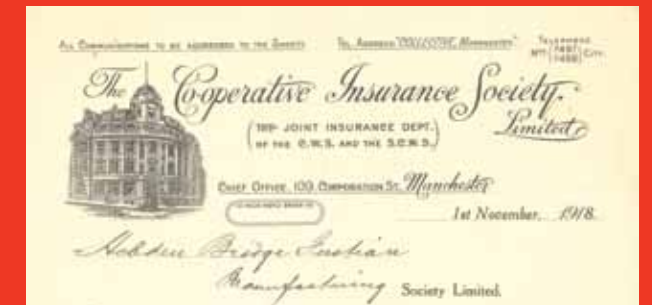 ALL COMMUNICATIONS TO BE ADDRESSED TO THE SOCIETY
TEL. ADDRESS "COLLECTIVE, MANCHESTER"
TELEPHONE
NOS CITY.
The Co-operative Insurance Society,
Limited
(THE JOINT INSURANCE DEPT.
OF THE C.W.S. AND THE S.C.W.S.)
CHIEF OFFICE, 109, CORPORATION ST. Manchester
1st November, 1918.
Hebden Bridge Fustian
Manufacturing Society Limited.